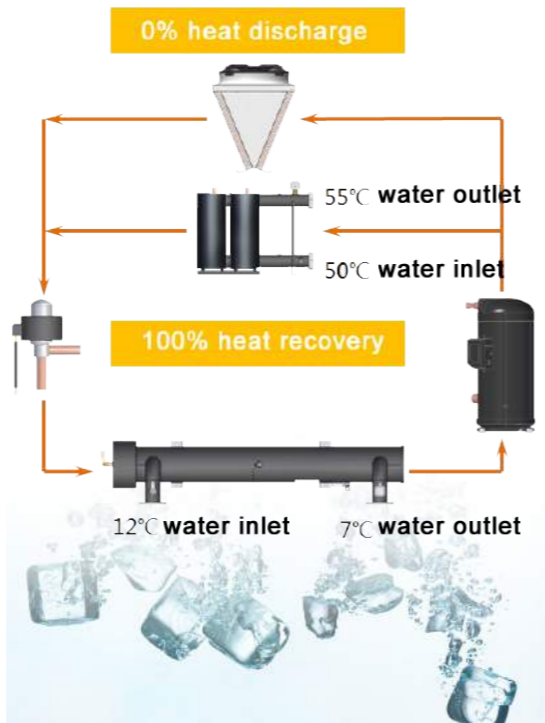 0% heat discharge
55℃ water outlet
50℃ water inlet
100% heat recovery
12℃ water inlet
7℃ water outlet